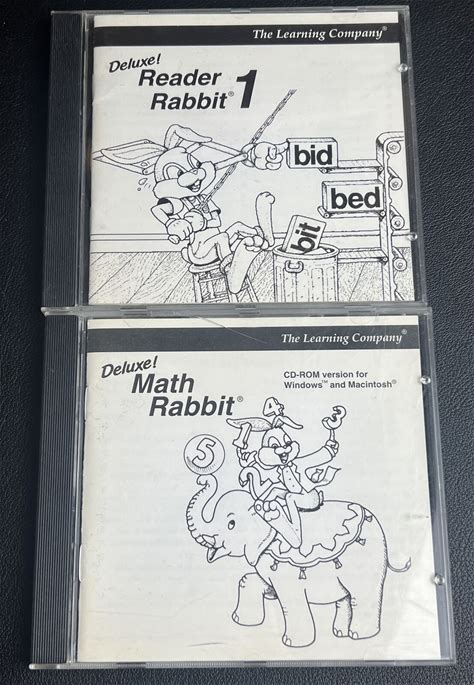 The Learning Company®
Deluxe!
Reader
Rabbit® 1
bid
bed
bit
The Learning Company®
Deluxe!
Math
Rabbit®
CD-ROM version for
Windows™ and Macintosh®
4
3
5